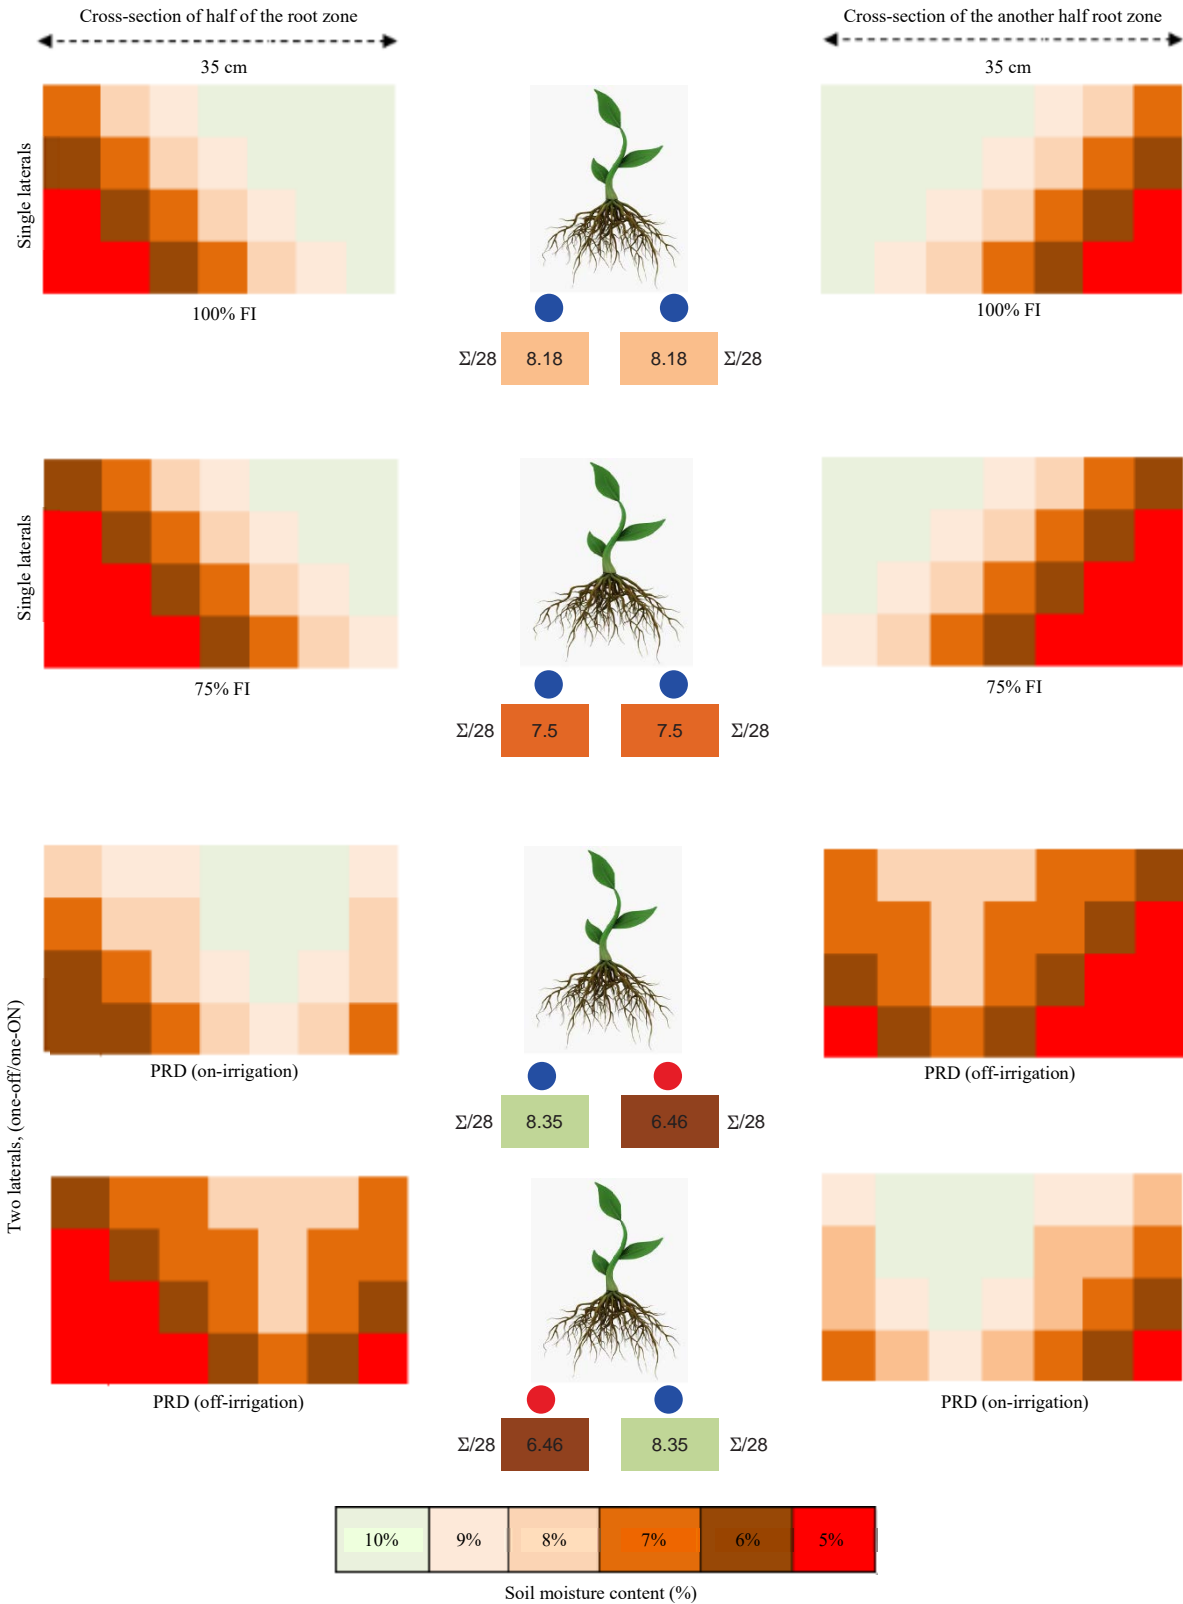 Cross-section of half of the root zone
Cross-section of the another half root zone
35 cm
35 cm
Single laterals
100% FI
100% FI
Σ/28
8.18
8.18
Σ/28
Single laterals
75% FI
75% FI
Σ/28
7.5
7.5
Σ/28
Two laterals, (one-off/one-ON)
PRD (on-irrigation)
PRD (off-irrigation)
Σ/28
8.35
6.46
Σ/28
PRD (off-irrigation)
PRD (on-irrigation)
Σ/28
6.46
8.35
Σ/28
10%
9%
8%
7%
6%
5%
Soil moisture content (%)